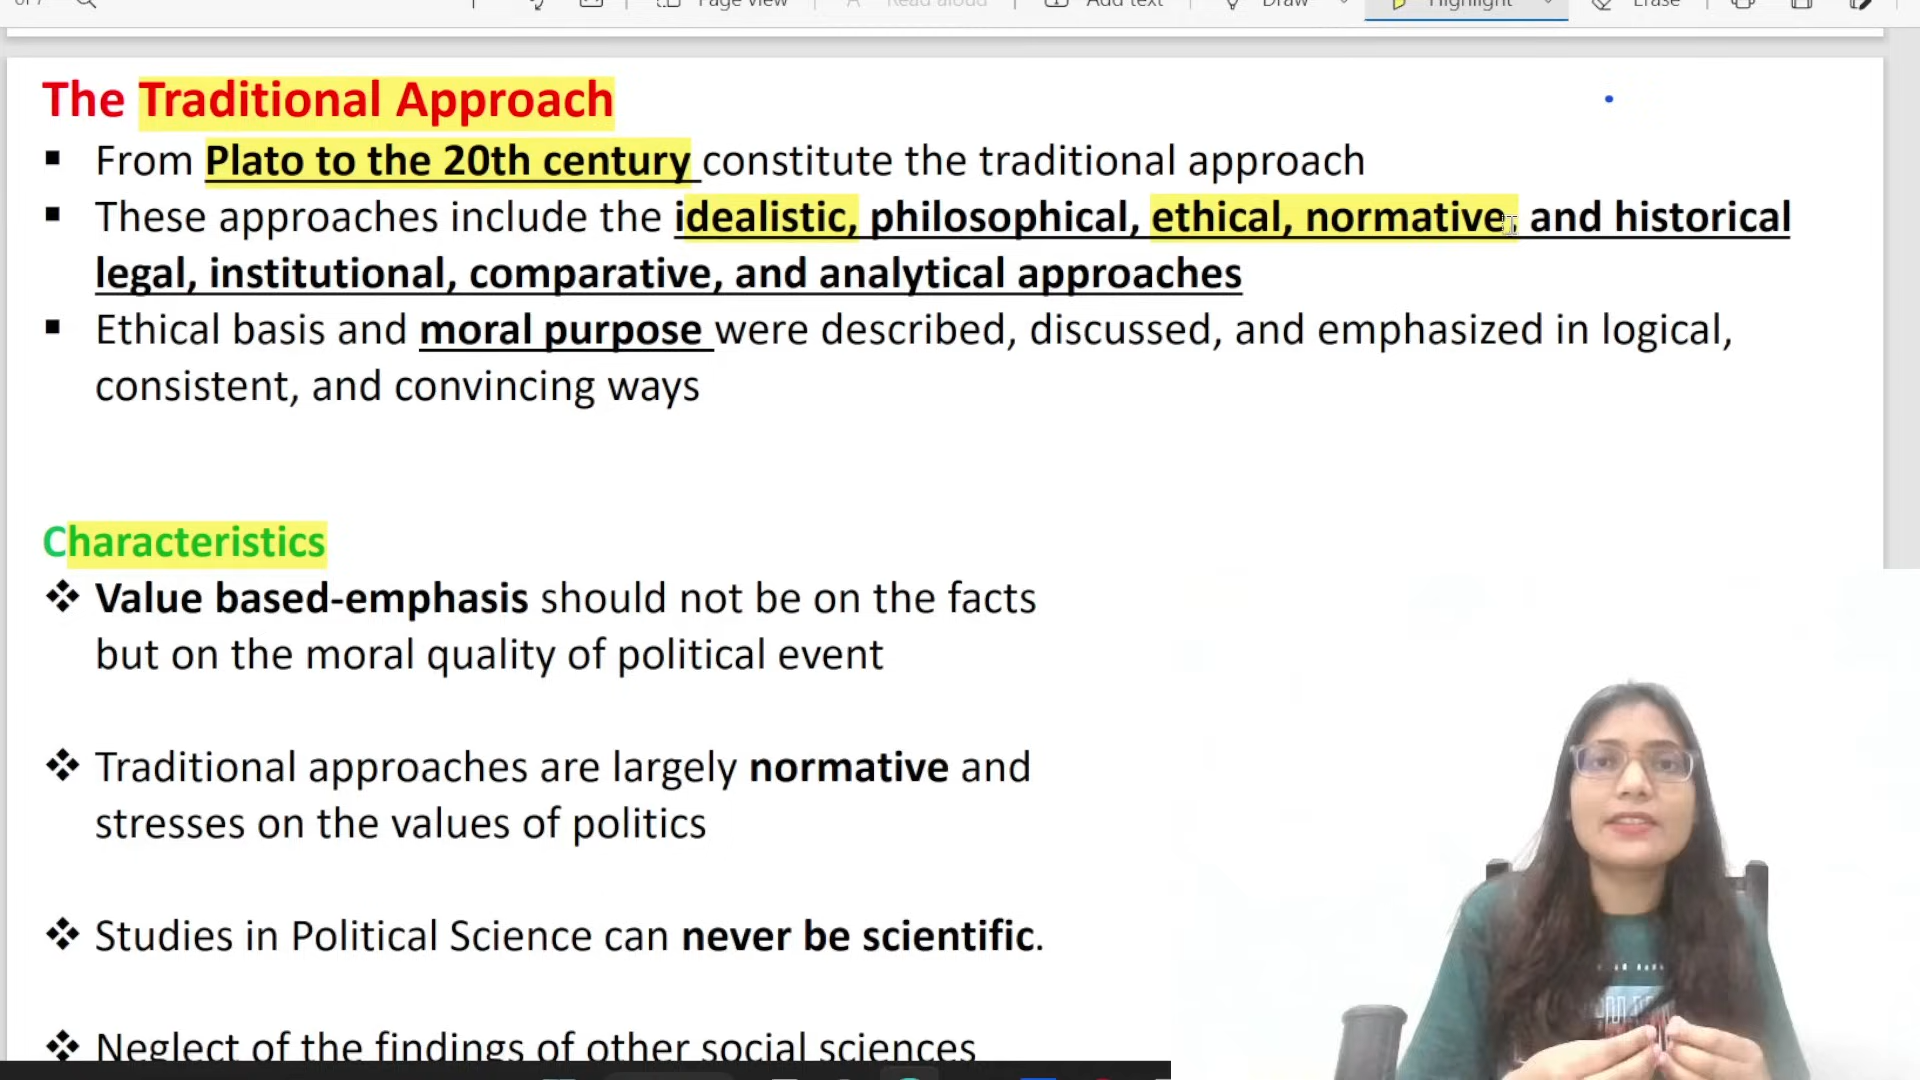 Page view
Read aloud
Add text
Draw
Highlight
Erase
The Traditional Approach
▪ From Plato to the 20th century constitute the traditional approach
▪ These approaches include the idealistic, philosophical, ethical, normative, and historical
legal, institutional, comparative, and analytical approaches
▪ Ethical basis and moral purpose were described, discussed, and emphasized in logical,
consistent, and convincing ways
Characteristics
❖ Value based-emphasis should not be on the facts
but on the moral quality of political event
❖ Traditional approaches are largely normative and
stresses on the values of politics
❖ Studies in Political Science can never be scientific.
❖ Neglect of the findings of other social sciences